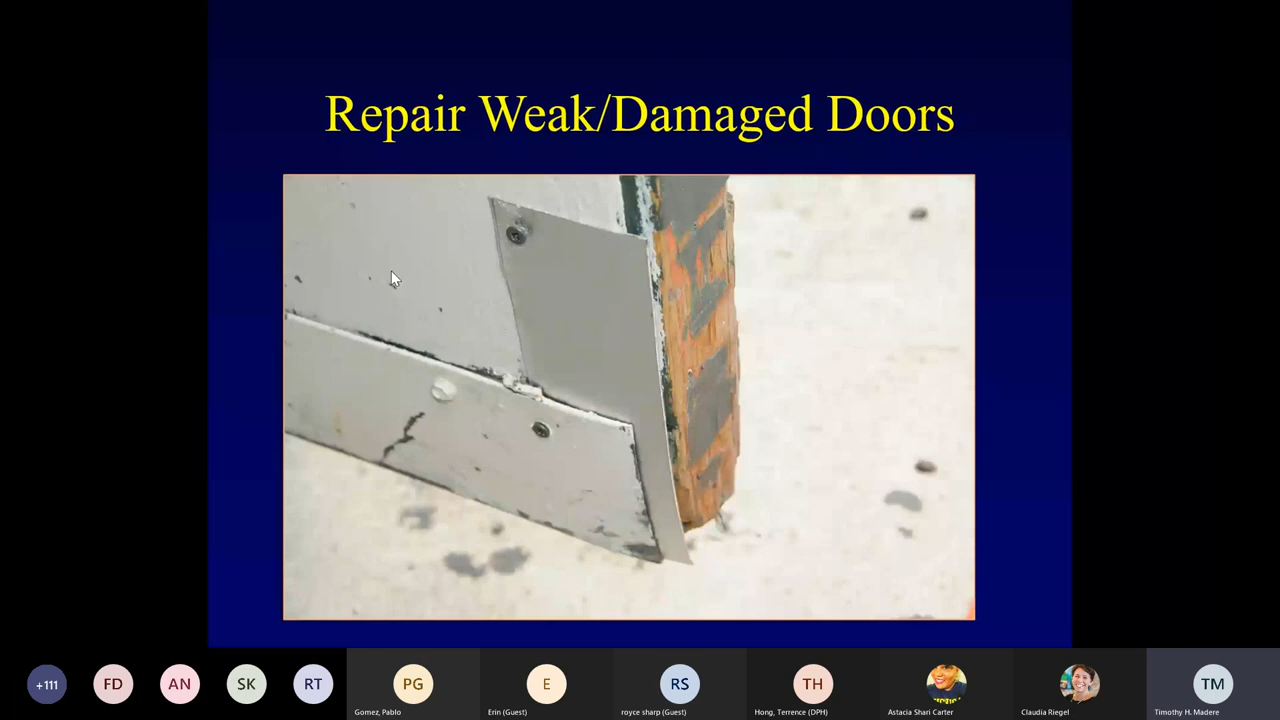 Repair Weak/Damaged Doors
+111
FD
AN
SK
RT
PG
E
RS
TH
TM
Gomez, Pablo
Erin (Guest)
royce sharp (Guest)
Hong, Terrence (DPH)
Astacia Shari Carter
Claudia Riegel
Timothy H. Madere